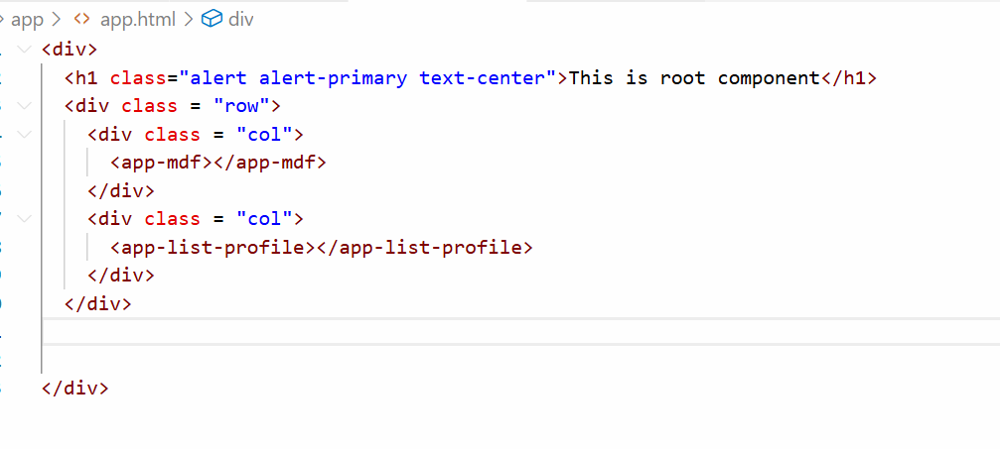 app > <> app.html > div
<div>
<h1 class="alert alert-primary text-center">This is root component</h1>
<div class = "row">
<div class = "col">
<app-mdf></app-mdf>
</div>
<div class = "col">
<app-list-profile></app-list-profile>
</div>
</div>
</div>